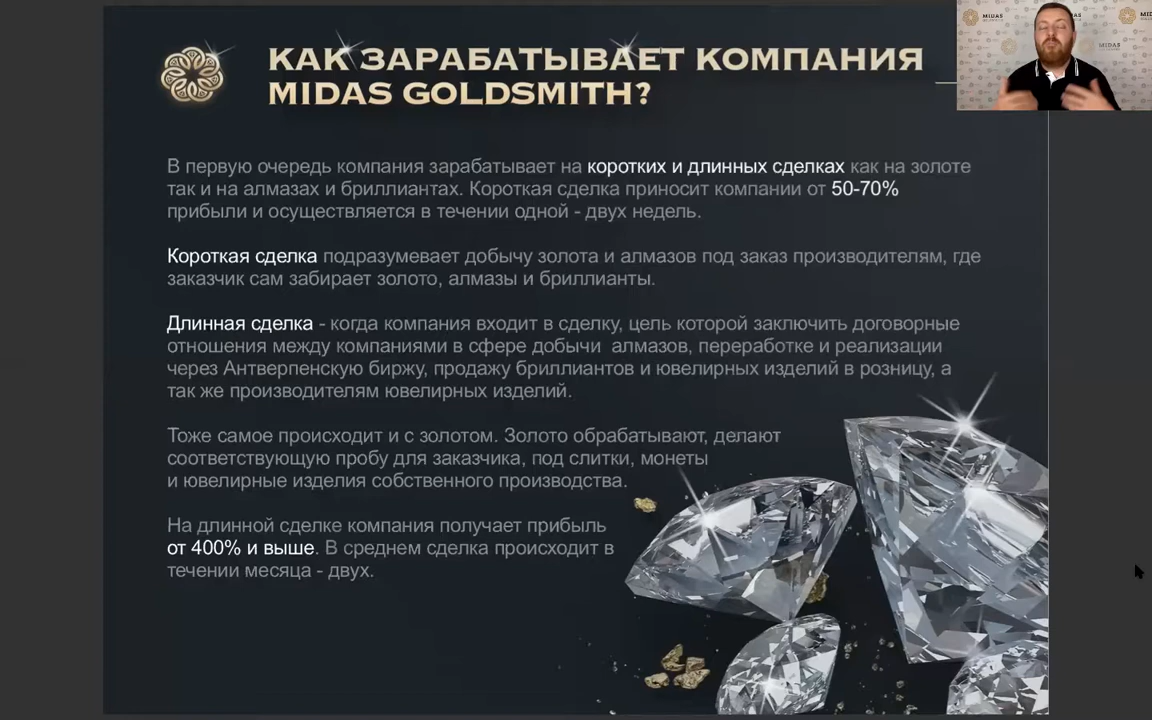 КАК ЗАРАБАТЫВАЕТ КОМПАНИЯ
MIDAS GOLDSMITH?
В первую очередь компания зарабатывает на коротких и длинных сделках как на золоте
так и на алмазах и бриллиантах. Короткая сделка приносит компании от 50-70%
прибыли и осуществляется в течении одной - двух недель.
Короткая сделка подразумевает добычу золота и алмазов под заказ производителям, где
заказчик сам забирает золото, алмазы и бриллианты.
Длинная сделка - когда компания входит в сделку, цель которой заключить договорные
отношения между компаниями в сфере добычи алмазов, переработке и реализации
через Антверпенскую биржу, продажу бриллиантов и ювелирных изделий в розницу, а
так же производителям ювелирных изделий.
Тоже самое происходит и с золотом. Золото обрабатывают, делают
соответствующую пробу для заказчика, под слитки, монеты
и ювелирные изделия собственного производства.
На длинной сделке компания получает прибыль
от 400% и выше. В среднем сделка происходит в
течении месяца - двух.
MIDAS
MIDAS